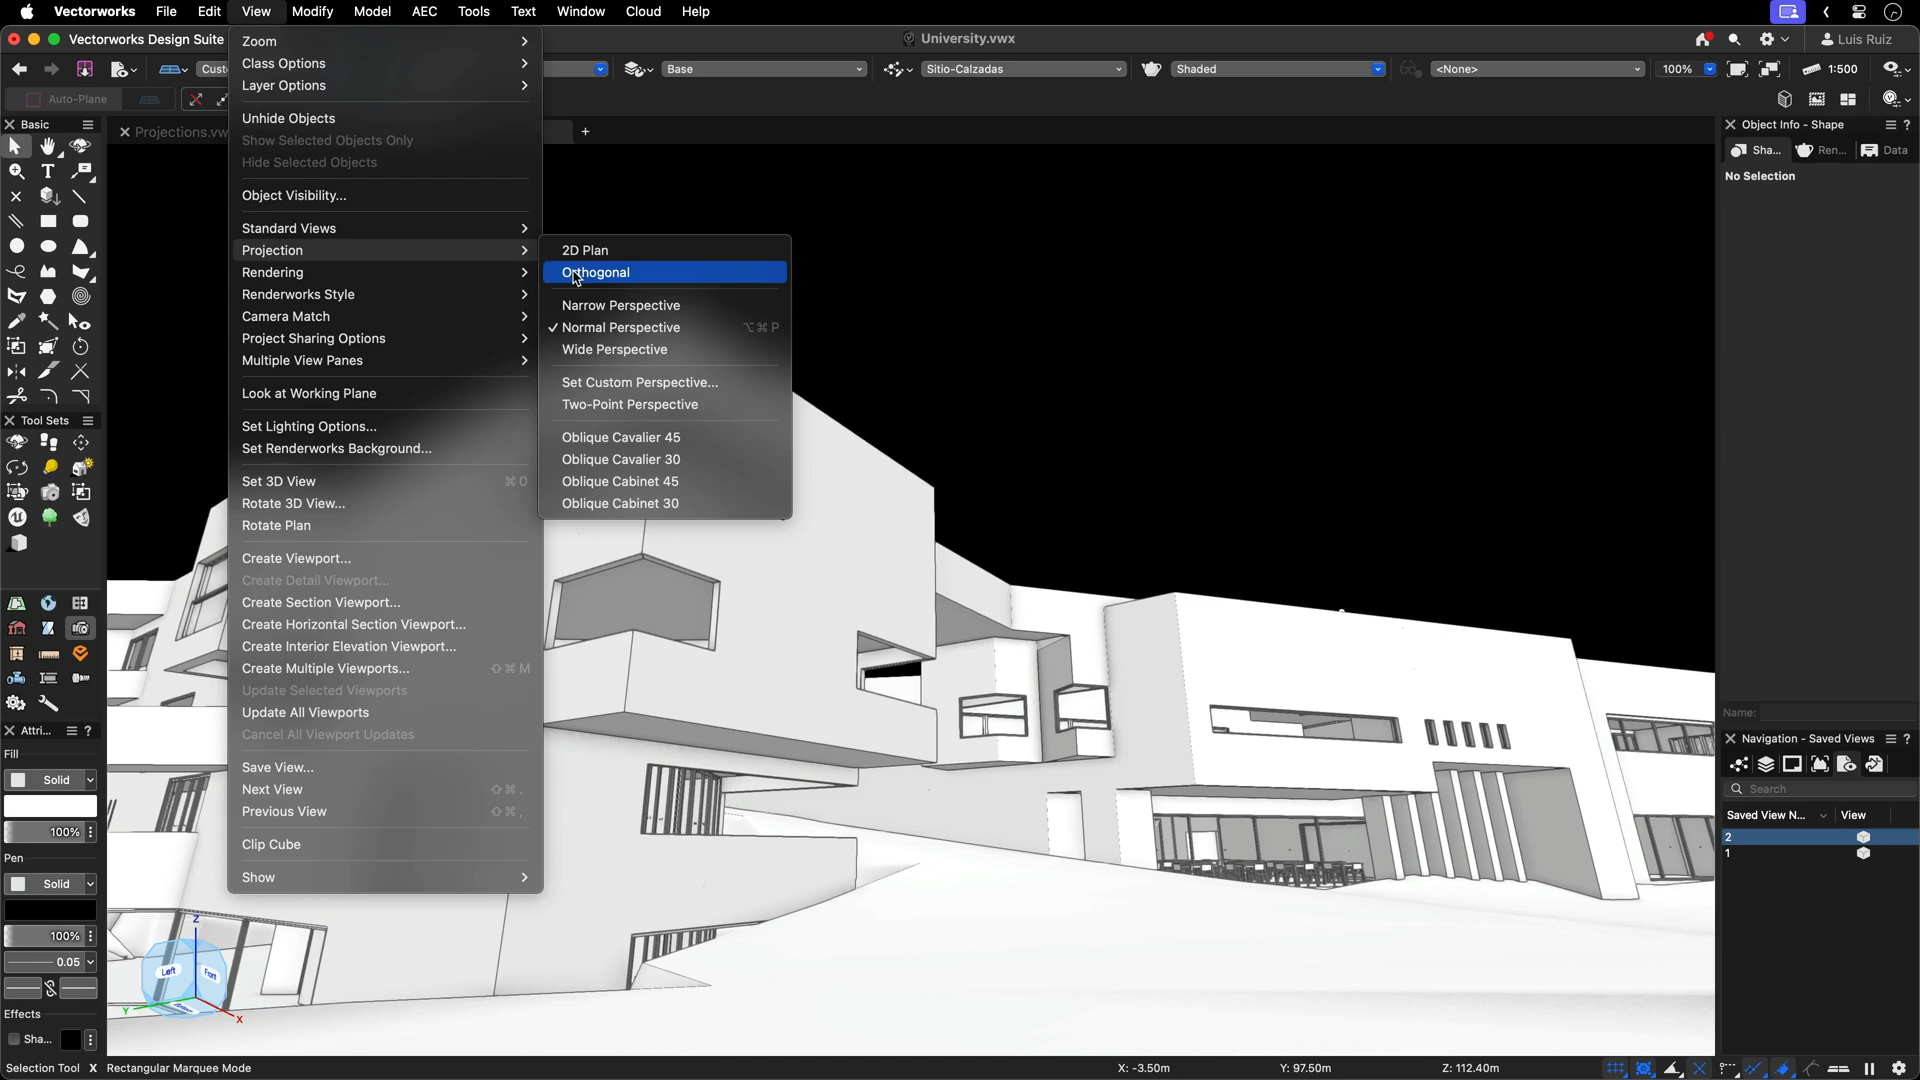 Vectorworks File Edit View Modify Model AEC Tools Text Window Cloud Help
Vectorworks Design Suite
University.vwx
Luis Ruiz
Base
Sitio-Calzadas
Shaded
<None>
100%
1:500
Auto-Plane
Basic
Projections.vw
+
Object Info - Shape
?
Sha...
Ren...
Data
No Selection
Zoom
Class Options
Layer Options
Unhide Objects
Show Selected Objects Only
Hide Selected Objects
Object Visibility...
Standard Views
Projection
Rendering
Renderworks Style
Camera Match
Project Sharing Options
Multiple View Panes
Look at Working Plane
Set Lighting Options...
Set Renderworks Background...
Set 3D View ⌘0
Rotate 3D View...
Rotate Plan
Create Viewport...
Create Detail Viewport...
Create Section Viewport...
Create Horizontal Section Viewport...
Create Interior Elevation Viewport...
Create Multiple Viewports... ⇧⌘M
Update Selected Viewports
Update All Viewports
Cancel All Viewport Updates
Save View...
Next View ⇧⌘.
Previous View ⇧⌘,
Clip Cube
Show
2D Plan
Orthogonal
Narrow Perspective
✓ Normal Perspective ⌥⌘P
Wide Perspective
Set Custom Perspective...
Two-Point Perspective
Oblique Cavalier 45
Oblique Cavalier 30
Oblique Cabinet 45
Oblique Cabinet 30
Tool Sets
Attri...
?
Fill
Solid
100%
Pen
Solid
100%
0.05
Effects
Sha...
Z
Left
Front
Y
X
Name:
Navigation - Saved Views
?
Search
Saved View N...
View
2
1
Selection Tool X Rectangular Marquee Mode
X: -3.50m
Y: 97.50m
Z: 112.40m